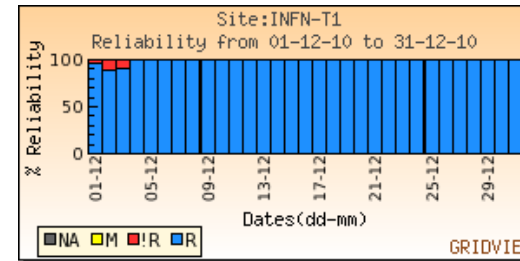 Site:INFN-T1
Reliability from 01-12-10 to 31-12-10
% Reliability
100
50
0
01-12
05-12
09-12
13-12
17-12
21-12
25-12
29-12
Dates(dd-mm)
NA M !R R
GRIDVIE